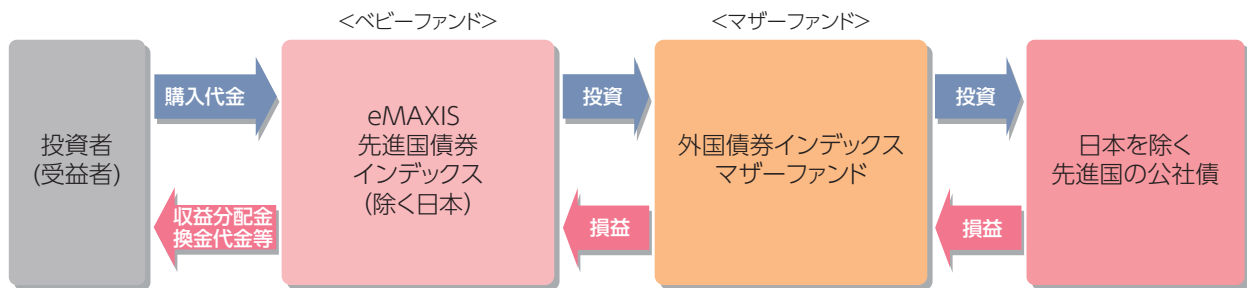 <ベビーファンド>
<マザーファンド>
投資者
(受益者)
購入代金
収益分配金
換金代金等
eMAXIS
先進国債券
インデックス
(除く日本)
投資
損益
外国債券インデックス
マザーファンド
投資
損益
日本を除く
先進国の公社債